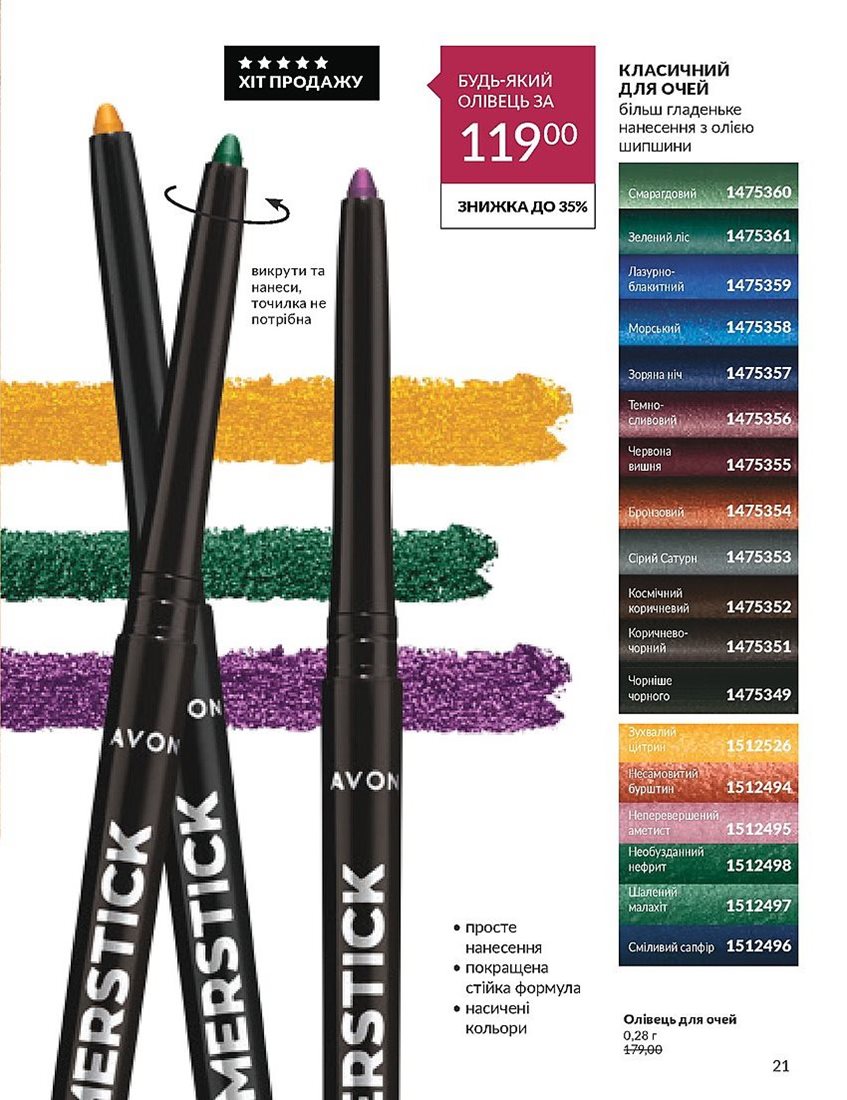 ★★★★★
ХІТ ПРОДАЖУ
БУДЬ-ЯКИЙ
ОЛІВЕЦЬ ЗА
119⁰⁰
ЗНИЖКА ДО 35%
КЛАСИЧНИЙ
ДЛЯ ОЧЕЙ
більш гладеньке
нанесення з олією
шипшини
викрути та
нанеси,
точилка не
потрібна
Смарагдовий 1475360
Зелений ліс 1475361
Лазурно-
блакитний 1475359
Морський 1475358
Зоряна ніч 1475357
Темно-
сливовий 1475356
Червона
вишня 1475355
Бронзовий 1475354
Сірий Сатурн 1475353
Космічний
коричневий 1475352
Коричнево-
чорний 1475351
Чорніше
чорного 1475349
Зухвалий
цитрин 1512526
Несамовитий
бурштин 1512494
Неперевершений
аметист 1512495
Необузданний
нефрит 1512498
Шалений
малахіт 1512497
Сміливий сапфір 1512496
AVON
MERSTICK
ON
MERSTICK
AVON
ERSTICK
• просте
нанесення
• покращена
стійка формула
• насичені
кольори
Олівець для очей
0,28 г
179,00
21